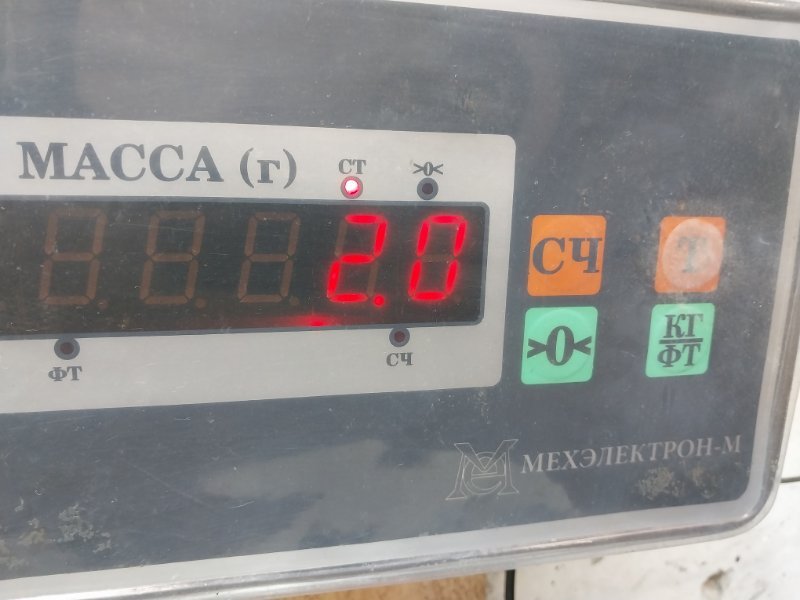 МАССА (г)
СТ
>0<
2.0
ФТ
СЧ
СЧ
Т
>0<
КГ
ФТ
МЕХЭЛЕКТРОН-М